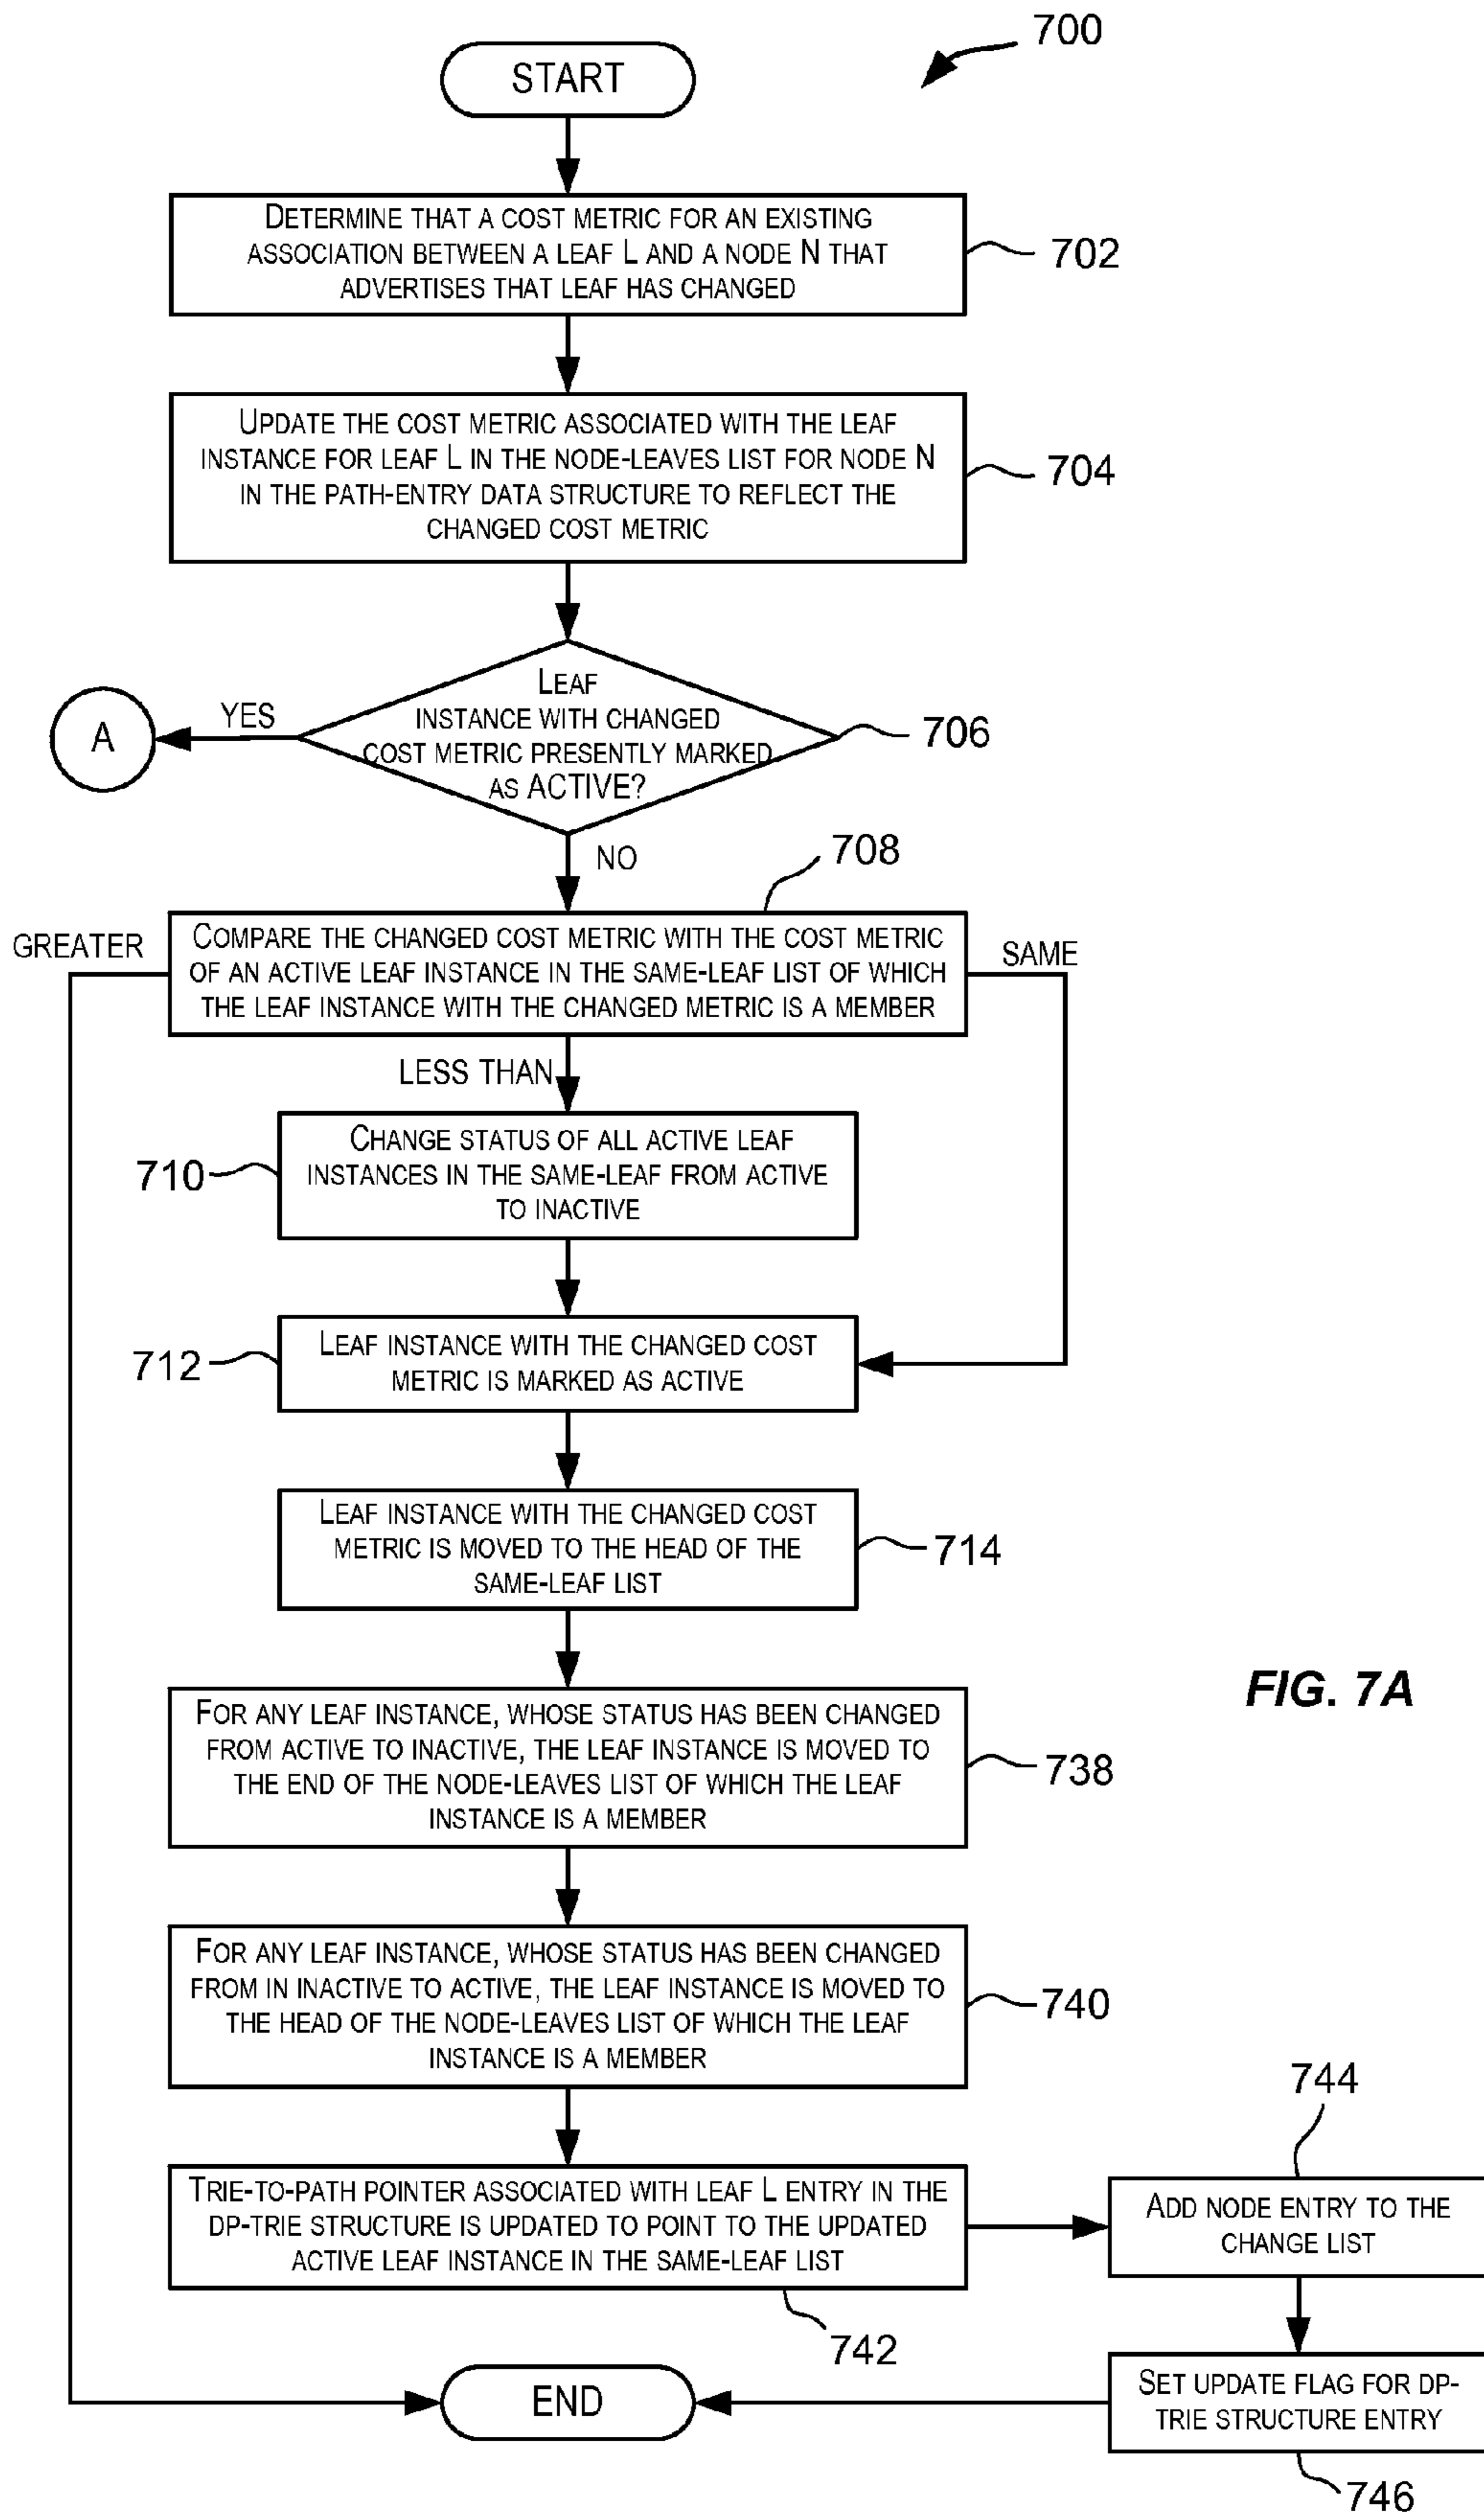 700
START
DETERMINE THAT A COST METRIC FOR AN EXISTING
ASSOCIATION BETWEEN A LEAF L AND A NODE N THAT
ADVERTISES THAT LEAF HAS CHANGED
702
UPDATE THE COST METRIC ASSOCIATED WITH THE LEAF
INSTANCE FOR LEAF L IN THE NODE-LEAVES LIST FOR NODE N
IN THE PATH-ENTRY DATA STRUCTURE TO REFLECT THE
CHANGED COST METRIC
704
LEAF
INSTANCE WITH CHANGED
COST METRIC PRESENTLY MARKED
AS ACTIVE?
706
YES
A
NO
708
GREATER
COMPARE THE CHANGED COST METRIC WITH THE COST METRIC
OF AN ACTIVE LEAF INSTANCE IN THE SAME-LEAF LIST OF WHICH
THE LEAF INSTANCE WITH THE CHANGED METRIC IS A MEMBER
SAME
LESS THAN
CHANGE STATUS OF ALL ACTIVE LEAF
INSTANCES IN THE SAME-LEAF FROM ACTIVE
TO INACTIVE
710
LEAF INSTANCE WITH THE CHANGED COST
METRIC IS MARKED AS ACTIVE
712
LEAF INSTANCE WITH THE CHANGED COST
METRIC IS MOVED TO THE HEAD OF THE
SAME-LEAF LIST
714
FIG. 7A
FOR ANY LEAF INSTANCE, WHOSE STATUS HAS BEEN CHANGED
FROM ACTIVE TO INACTIVE, THE LEAF INSTANCE IS MOVED TO
THE END OF THE NODE-LEAVES LIST OF WHICH THE LEAF
INSTANCE IS A MEMBER
738
FOR ANY LEAF INSTANCE, WHOSE STATUS HAS BEEN CHANGED
FROM IN INACTIVE TO ACTIVE, THE LEAF INSTANCE IS MOVED TO
THE HEAD OF THE NODE-LEAVES LIST OF WHICH THE LEAF
INSTANCE IS A MEMBER
740
TRIE-TO-PATH POINTER ASSOCIATED WITH LEAF L ENTRY IN THE
DP-TRIE STRUCTURE IS UPDATED TO POINT TO THE UPDATED
ACTIVE LEAF INSTANCE IN THE SAME-LEAF LIST
742
744
ADD NODE ENTRY TO THE
CHANGE LIST
SET UPDATE FLAG FOR DP-
TRIE STRUCTURE ENTRY
746
END